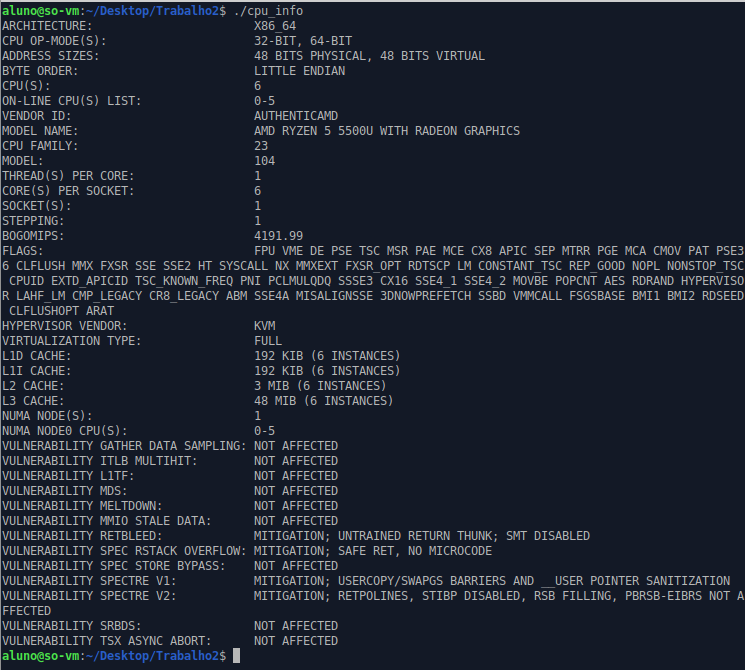 aluno@so-vm:~/Desktop/Trabalho2$ ./cpu_info
ARCHITECTURE: X86_64
CPU OP-MODE(S): 32-BIT, 64-BIT
ADDRESS SIZES: 48 BITS PHYSICAL, 48 BITS VIRTUAL
BYTE ORDER: LITTLE ENDIAN
CPU(S): 6
ON-LINE CPU(S) LIST: 0-5
VENDOR ID: AUTHENTICAMD
MODEL NAME: AMD RYZEN 5 5500U WITH RADEON GRAPHICS
CPU FAMILY: 23
MODEL: 104
THREAD(S) PER CORE: 1
CORE(S) PER SOCKET: 6
SOCKET(S): 1
STEPPING: 1
BOGOMIPS: 4191.99
FLAGS: FPU VME DE PSE TSC MSR PAE MCE CX8 APIC SEP MTRR PGE MCA CMOV PAT PSE3
6 CLFLUSH MMX FXSR SSE SSE2 HT SYSCALL NX MMXEXT FXSR_OPT RDTSCP LM CONSTANT_TSC REP_GOOD NOPL NONSTOP_TSC
CPUID EXTD_APICID TSC_KNOWN_FREQ PNI PCLMULQDQ SSSE3 CX16 SSE4_1 SSE4_2 MOVBE POPCNT AES RDRAND HYPERVISO
R LAHF_LM CMP_LEGACY CR8_LEGACY ABM SSE4A MISALIGNSSE 3DNOWPREFETCH SSBD VMMCALL FSGSBASE BMI1 BMI2 RDSEED
CLFLUSHOPT ARAT
HYPERVISOR VENDOR: KVM
VIRTUALIZATION TYPE: FULL
L1D CACHE: 192 KIB (6 INSTANCES)
L1I CACHE: 192 KIB (6 INSTANCES)
L2 CACHE: 3 MIB (6 INSTANCES)
L3 CACHE: 48 MIB (6 INSTANCES)
NUMA NODE(S): 1
NUMA NODE0 CPU(S): 0-5
VULNERABILITY GATHER DATA SAMPLING: NOT AFFECTED
VULNERABILITY ITLB MULTIHIT: NOT AFFECTED
VULNERABILITY L1TF: NOT AFFECTED
VULNERABILITY MDS: NOT AFFECTED
VULNERABILITY MELTDOWN: NOT AFFECTED
VULNERABILITY MMIO STALE DATA: NOT AFFECTED
VULNERABILITY RETBLEED: MITIGATION; UNTRAINED RETURN THUNK; SMT DISABLED
VULNERABILITY SPEC RSTACK OVERFLOW: MITIGATION; SAFE RET, NO MICROCODE
VULNERABILITY SPEC STORE BYPASS: NOT AFFECTED
VULNERABILITY SPECTRE V1: MITIGATION; USERCOPY/SWAPGS BARRIERS AND __USER POINTER SANITIZATION
VULNERABILITY SPECTRE V2: MITIGATION; RETPOLINES, STIBP DISABLED, RSB FILLING, PBRSB-EIBRS NOT A
FFECTED
VULNERABILITY SRBDS: NOT AFFECTED
VULNERABILITY TSX ASYNC ABORT: NOT AFFECTED
aluno@so-vm:~/Desktop/Trabalho2$